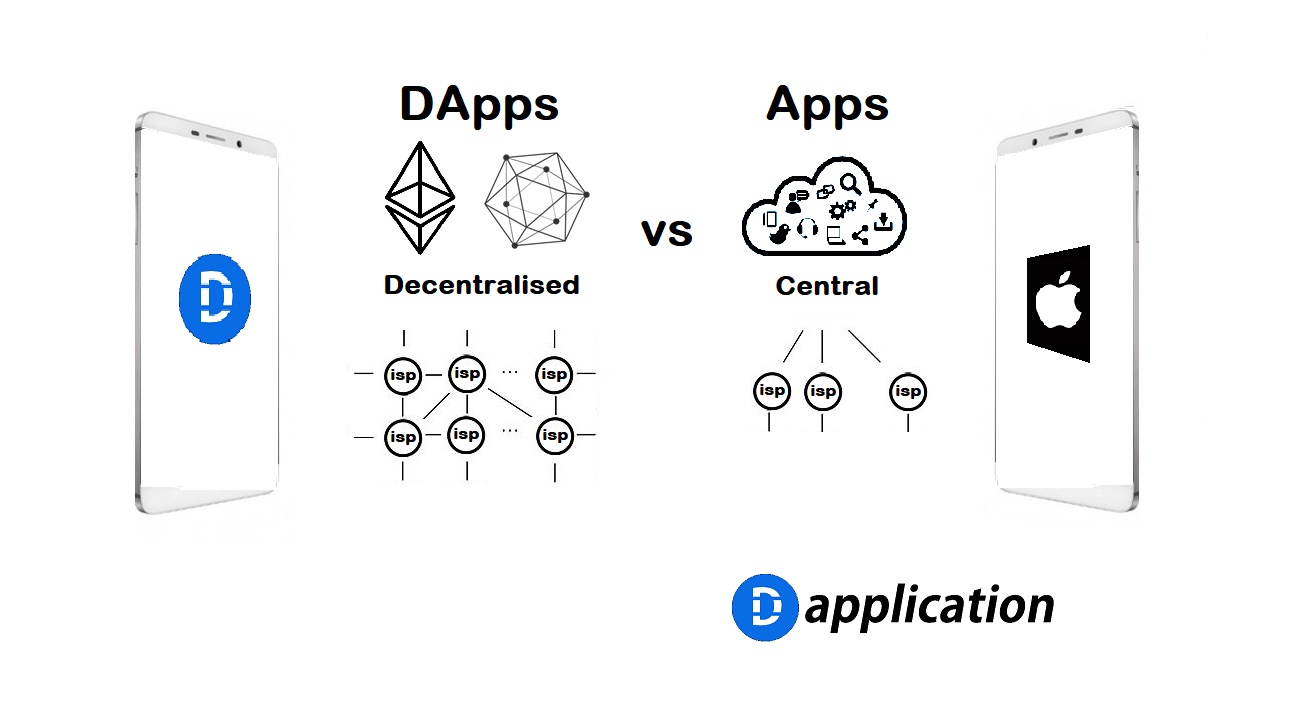 DApps
Apps
vs
Decentralised
Central
isp isp ... isp
isp isp ... isp
isp isp isp
D
D application